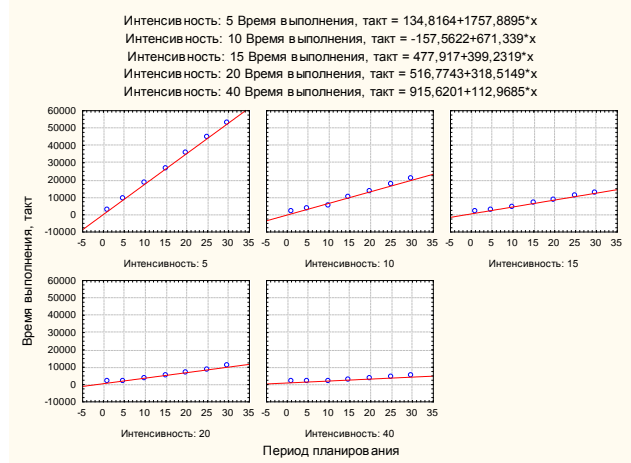 Интенсивность: 5 Время выполнения, такт = 134,8164+1757,8895*x
Интенсивность: 10 Время выполнения, такт = -157,5622+671,339*x
Интенсивность: 15 Время выполнения, такт = 477,917+399,2319*x
Интенсивность: 20 Время выполнения, такт = 516,7743+318,5149*x
Интенсивность: 40 Время выполнения, такт = 915,6201+112,9685*x
Время выполнения, такт
60000
50000
40000
30000
20000
10000
0
-10000
-5 0 5 10 15 20 25 30 35
-5 0 5 10 15 20 25 30 35
-5 0 5 10 15 20 25 30 35
Интенсивность: 5
Интенсивность: 10
Интенсивность: 15
60000
50000
40000
30000
20000
10000
0
-10000
-5 0 5 10 15 20 25 30 35
-5 0 5 10 15 20 25 30 35
Интенсивность: 20
Интенсивность: 40
Период планирования